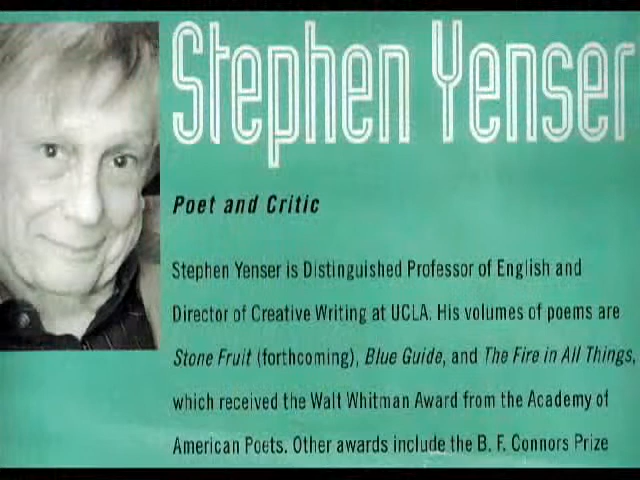 Stephen Yenser
Poet and Critic
Stephen Yenser is Distinguished Professor of English and
Director of Creative Writing at UCLA. His volumes of poems are
Stone Fruit (forthcoming), Blue Guide, and The Fire in All Things,
which received the Walt Whitman Award from the Academy of
American Poets. Other awards include the B. F. Connors Prize